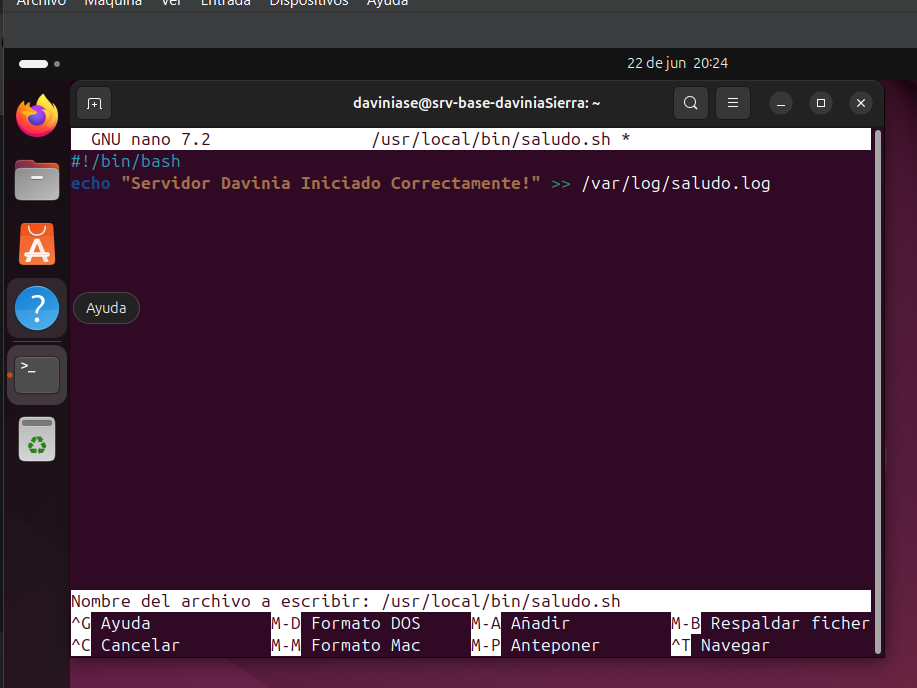 Archivo Máquina Ver Entrada Dispositivos Ayuda
22 de jun 20:24
daviniase@srv-base-daviniaSierra: ~
GNU nano 7.2 /usr/local/bin/saludo.sh *
#!/bin/bash
echo "Servidor Davinia Iniciado Correctamente!" >> /var/log/saludo.log
Ayuda
Nombre del archivo a escribir: /usr/local/bin/saludo.sh
^G Ayuda M-D Formato DOS M-A Añadir M-B Respaldar ficher
^C Cancelar M-M Formato Mac M-P Anteponer ^T Navegar